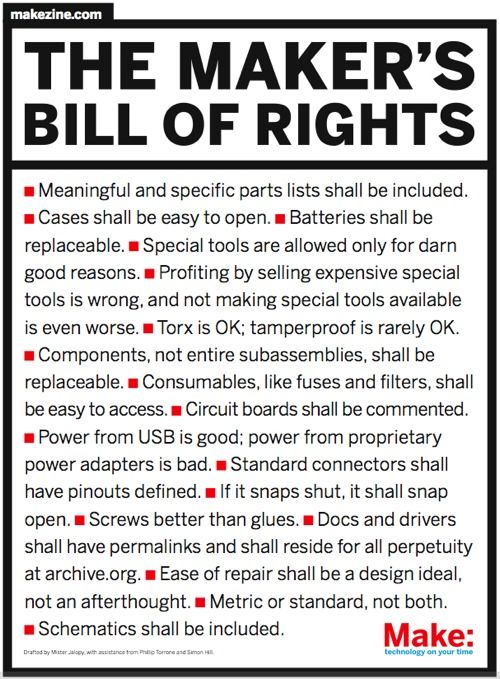 makezine.com
THE MAKER'S
BILL OF RIGHTS
■ Meaningful and specific parts lists shall be included.
■ Cases shall be easy to open. ■ Batteries shall be
replaceable. ■ Special tools are allowed only for darn
good reasons. ■ Profiting by selling expensive special
tools is wrong, and not making special tools available
is even worse. ■ Torx is OK; tamperproof is rarely OK.
■ Components, not entire subassemblies, shall be
replaceable. ■ Consumables, like fuses and filters, shall
be easy to access. ■ Circuit boards shall be commented.
■ Power from USB is good; power from proprietary
power adapters is bad. ■ Standard connectors shall
have pinouts defined. ■ If it snaps shut, it shall snap
open. ■ Screws better than glues. ■ Docs and drivers
shall have permalinks and shall reside for all perpetuity
at archive.org. ■ Ease of repair shall be a design ideal,
not an afterthought. ■ Metric or standard, not both.
■ Schematics shall be included.
Make:
technology on your time
Drafted by Mister Jalopy, with assistance from Phillip Torrone and Simon Hill.